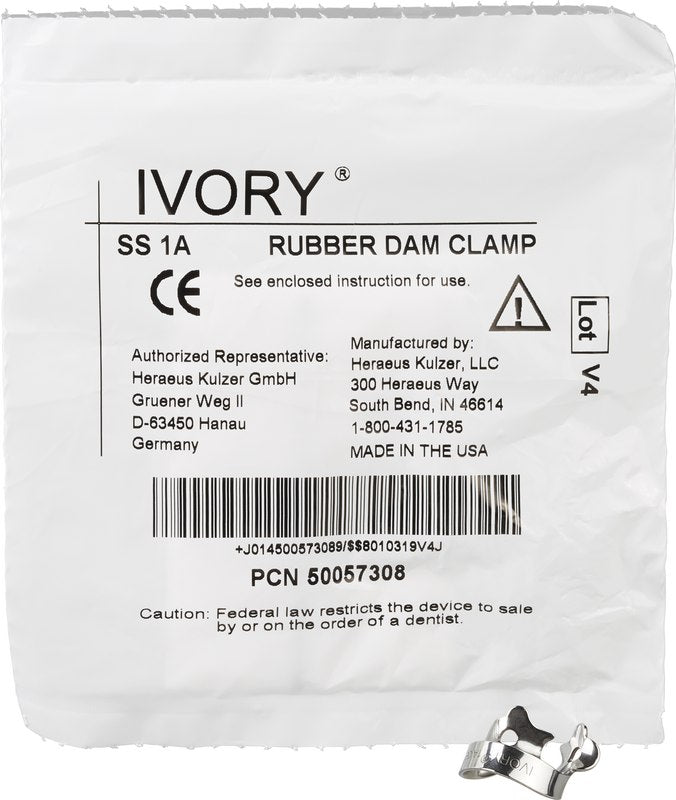 IVORY®
SS 1A RUBBER DAM CLAMP
CE
See enclosed instruction for use.
Lot V4
Authorized Representative:
Heraeus Kulzer GmbH
Gruener Weg II
D-63450 Hanau
Germany
Manufactured by:
Heraeus Kulzer, LLC
300 Heraeus Way
South Bend, IN 46614
1-800-431-1785
MADE IN THE USA
+J014500573089/$$8010319V4J
PCN 50057308
Caution: Federal law restricts the device to sale
by or on the order of a dentist.
IVORY